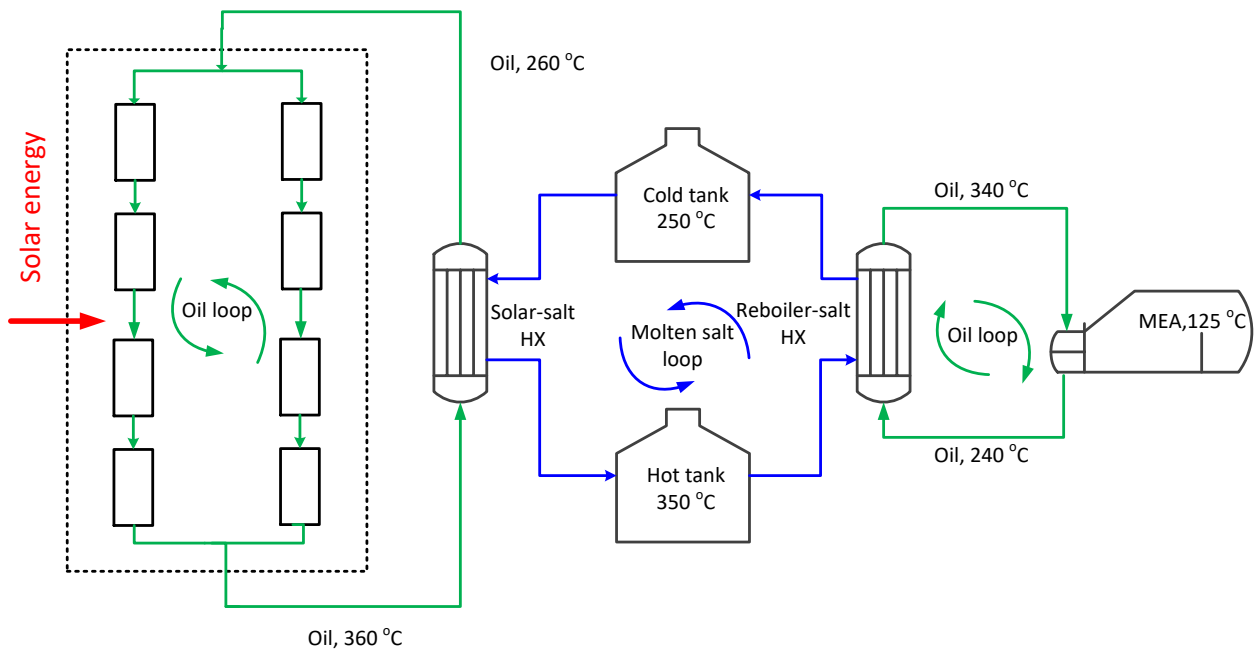 Solar energy
Oil loop
Oil, 260 °C
Oil, 360 °C
Solar-salt
HX
Cold tank
250 °C
Molten salt
loop
Hot tank
350 °C
Reboiler-salt
HX
Oil, 340 °C
Oil loop
Oil, 240 °C
MEA,125 °C